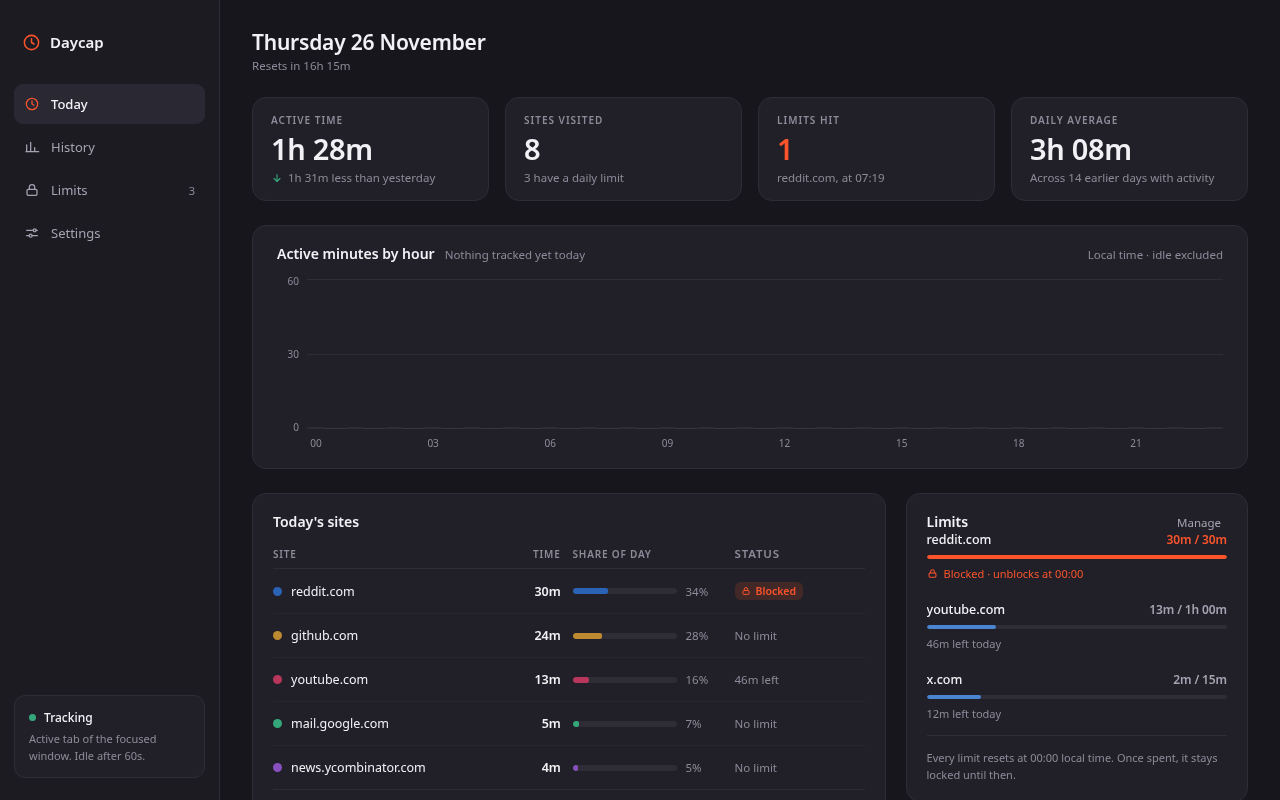 Daycap
Today
History
Limits 3
Settings
Tracking
Active tab of the focused
window. Idle after 60s.
Thursday 26 November
Resets in 16h 15m
ACTIVE TIME
1h 28m
1h 31m less than yesterday
SITES VISITED
8
3 have a daily limit
LIMITS HIT
1
reddit.com, at 07:19
DAILY AVERAGE
3h 08m
Across 14 earlier days with activity
Active minutes by hour Nothing tracked yet today Local time · idle excluded
60
30
0
00 03 06 09 12 15 18 21
Today's sites
SITE TIME SHARE OF DAY STATUS
reddit.com 30m 34% Blocked
github.com 24m 28% No limit
youtube.com 13m 16% 46m left
mail.google.com 5m 7% No limit
news.ycombinator.com 4m 5% No limit
Limits Manage
reddit.com 30m / 30m
Blocked · unblocks at 00:00
youtube.com 13m / 1h 00m
46m left today
x.com 2m / 15m
12m left today
Every limit resets at 00:00 local time. Once spent, it stays
locked until then.